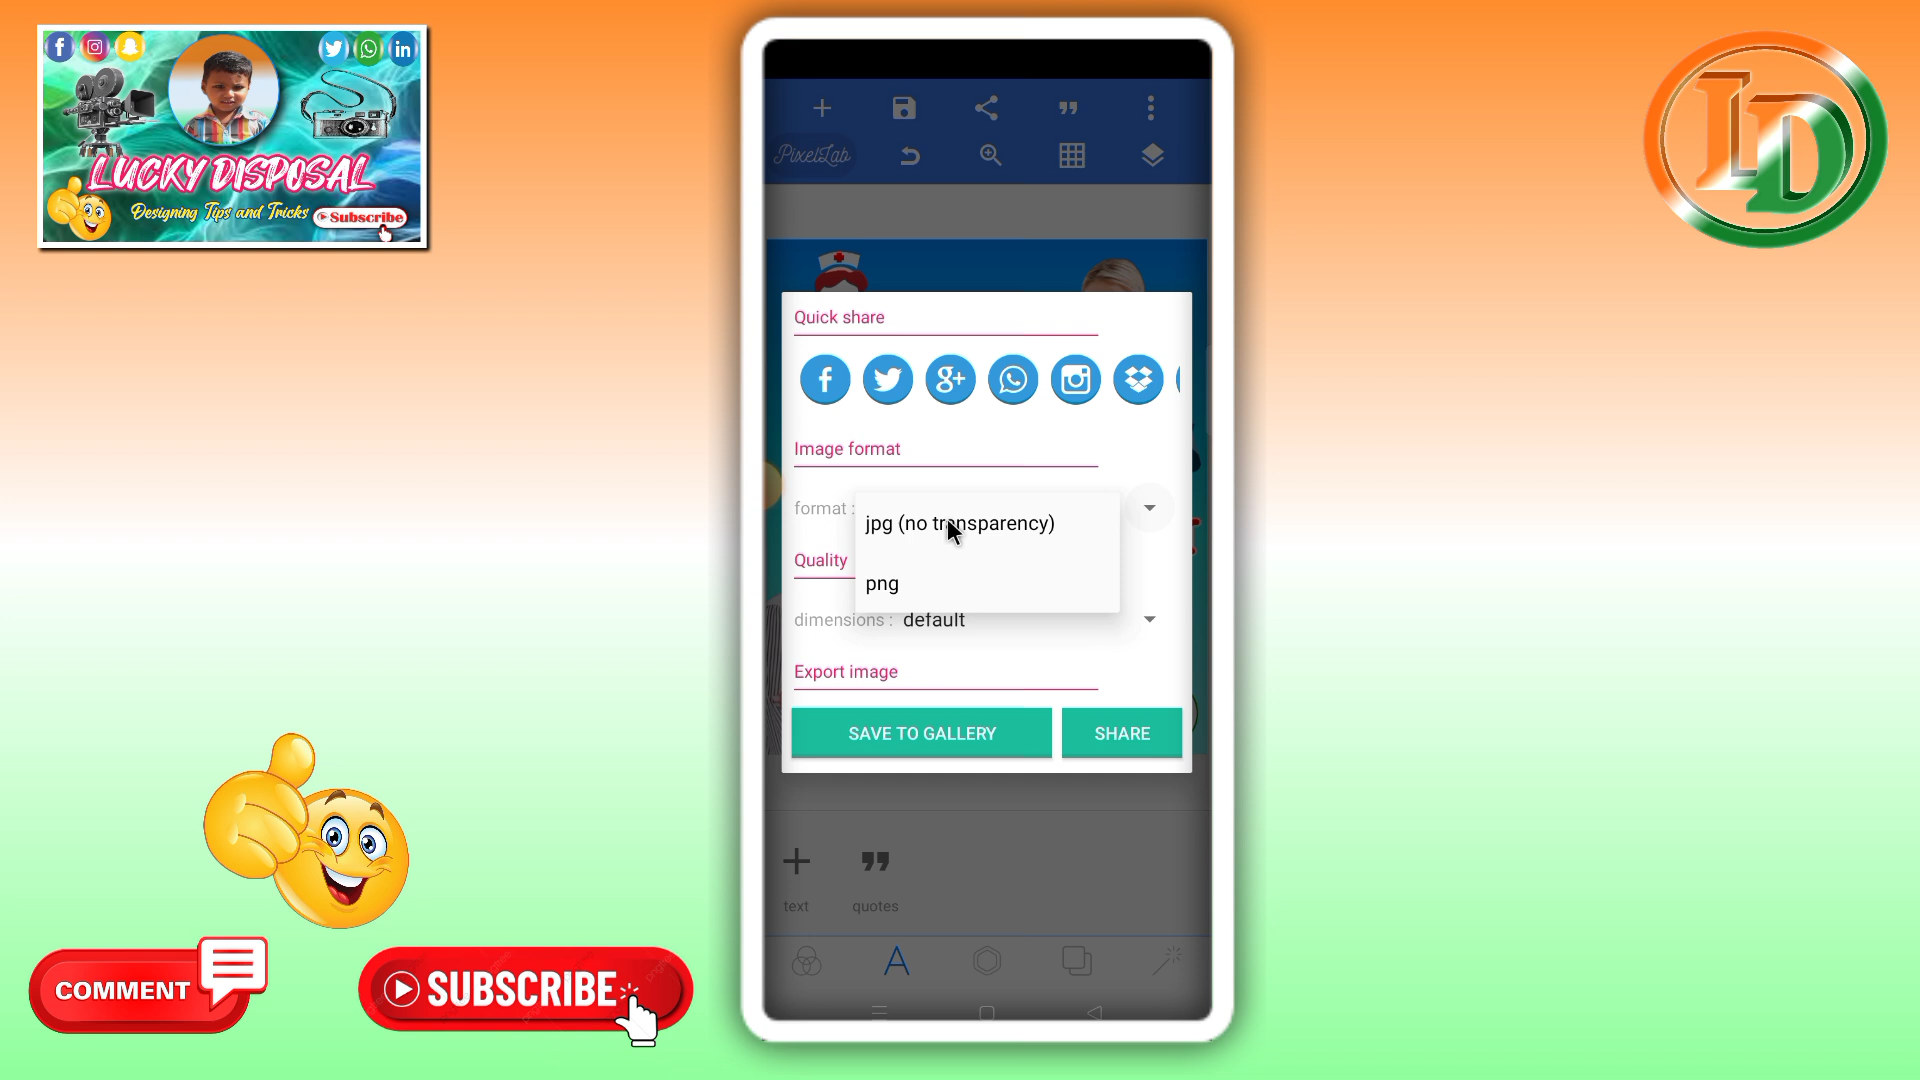 LUCKY DISPOSAL
Designing Tips and Tricks
Subscribe
LD
PixelLab
Quick share
Image format
format :
jpg (no transparency)
png
Quality
dimensions : default
Export image
SAVE TO GALLERY
SHARE
text
quotes
COMMENT
SUBSCRIBE